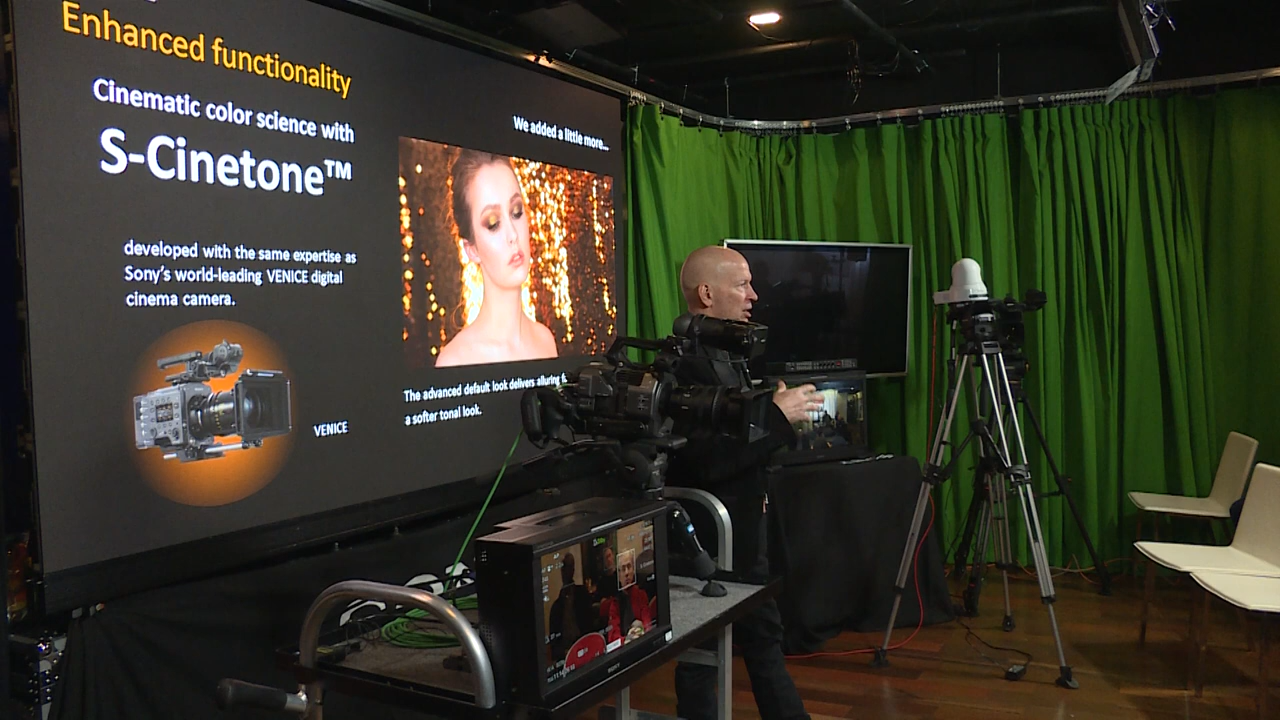 Enhanced functionality
Cinematic color science with
S-Cinetone™
We added a little more...
developed with the same expertise as
Sony's world-leading VENICE digital
cinema camera.
The advanced default look delivers alluring
a softer tonal look.
VENICE
SONY